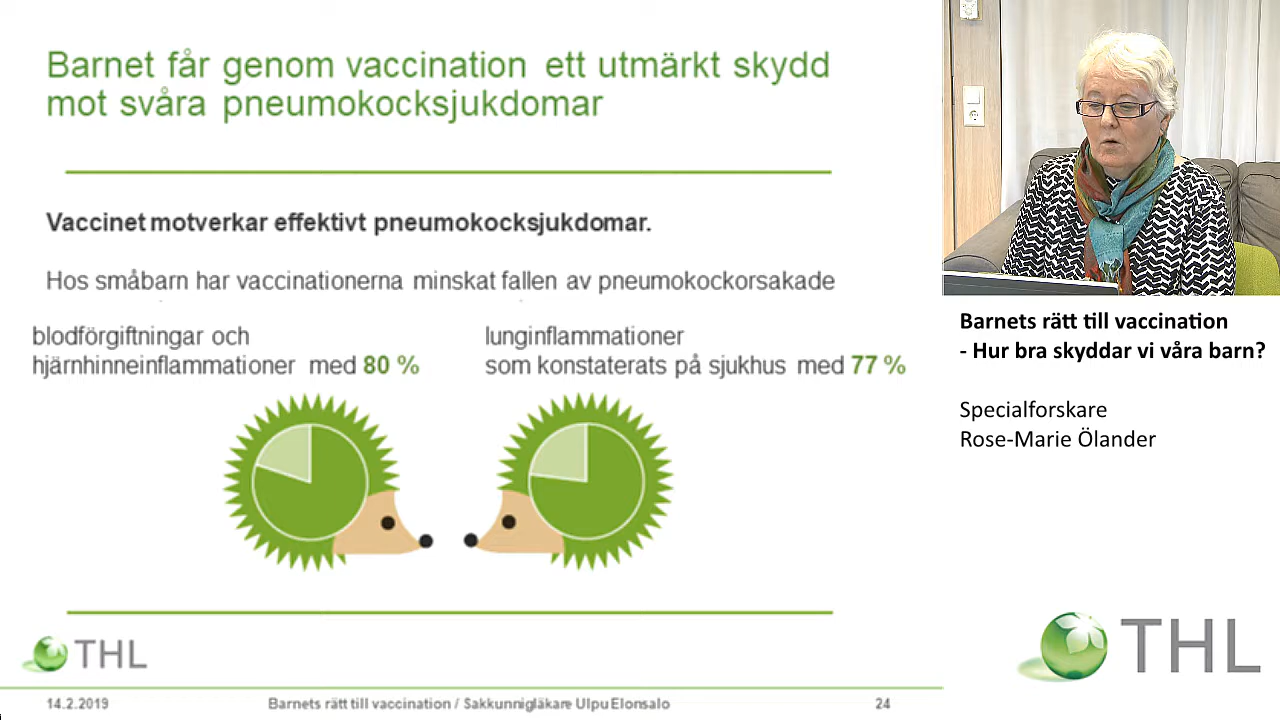 Barnet får genom vaccination ett utmärkt skydd
mot svåra pneumokocksjukdomar
Vaccinet motverkar effektivt pneumokocksjukdomar.
Hos småbarn har vaccinationerna minskat fallen av pneumokockorsakade
blodförgiftningar och
hjärnhinneinflammationer med 80 %
lunginflammationer
som konstaterats på sjukhus med 77 %
THL
14.2.2019
Barnets rätt till vaccination / Sakkunnigläkare Ulpu Elonsalo
24
Barnets rätt till vaccination
- Hur bra skyddar vi våra barn?
Specialforskare
Rose-Marie Ölander
THL